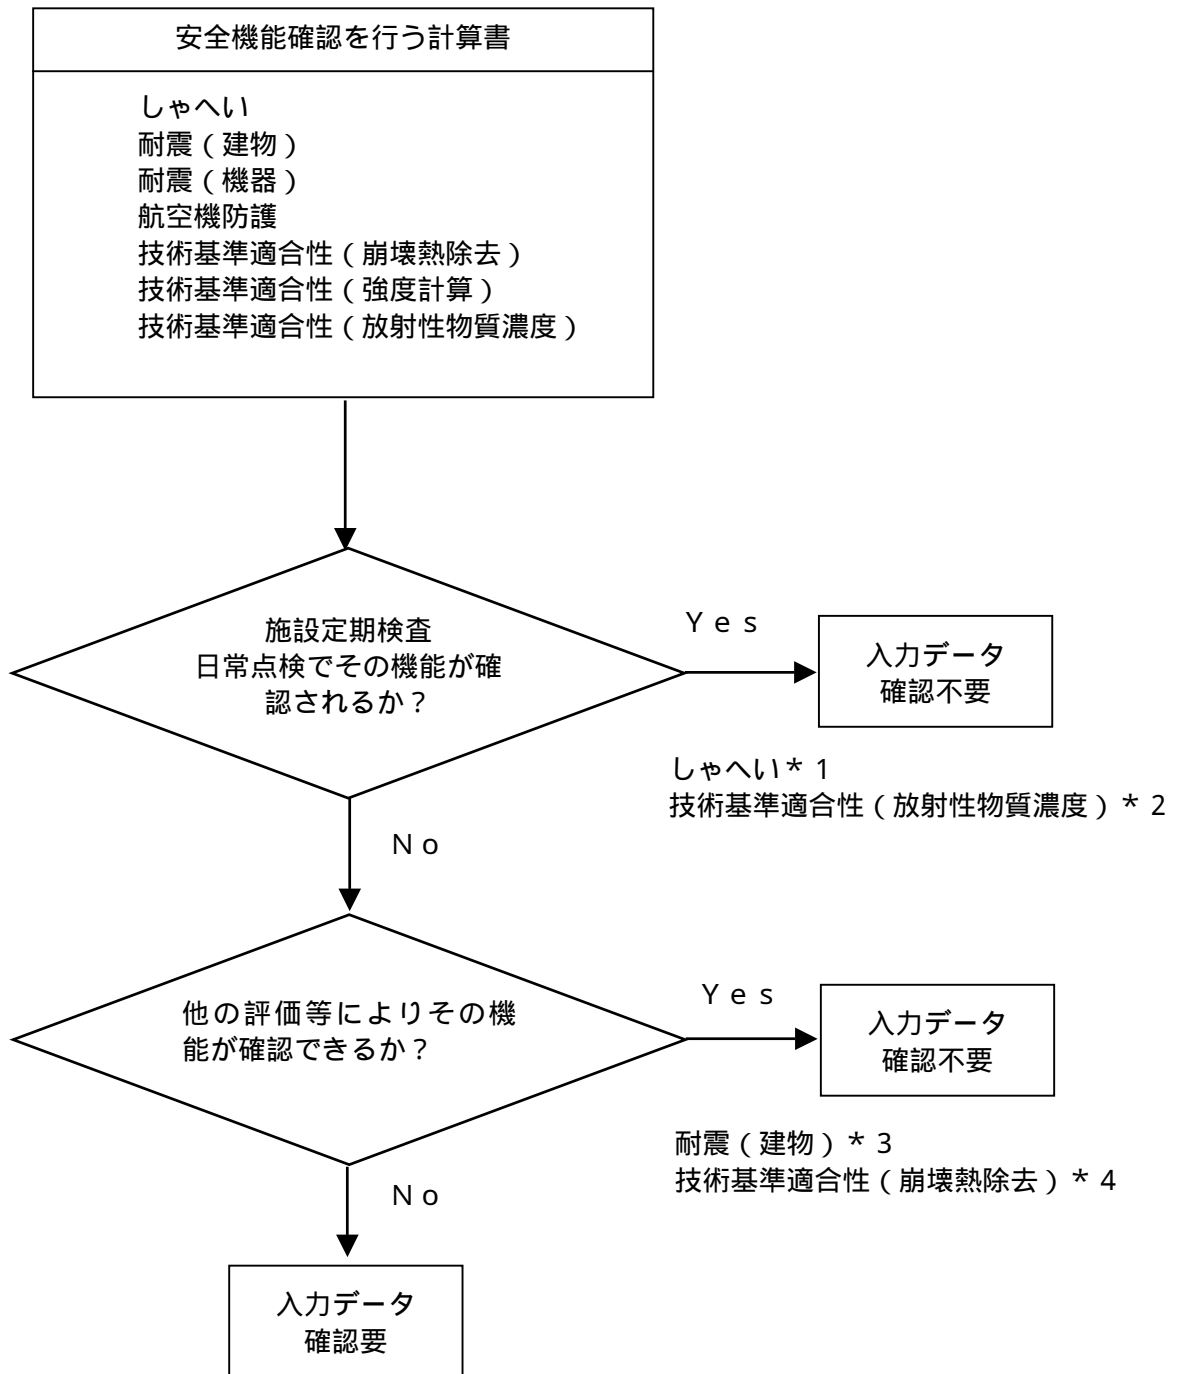 安全機能確認を行う計算書
しゃへい
耐震（建物）
耐震（機器）
航空機防護
技術基準適合性（崩壊熱除去）
技術基準適合性（強度計算）
技術基準適合性（放射性物質濃度）
施設定期検査
日常点検でその機能が確
認されるか？
Ｙｅｓ
入力データ
確認不要
しゃへい＊１
技術基準適合性（放射性物質濃度）＊２
Ｎｏ
他の評価等によりその機
能が確認できるか？
Ｙｅｓ
入力データ
確認不要
耐震（建物）＊３
技術基準適合性（崩壊熱除去）＊４
Ｎｏ
入力データ
確認要